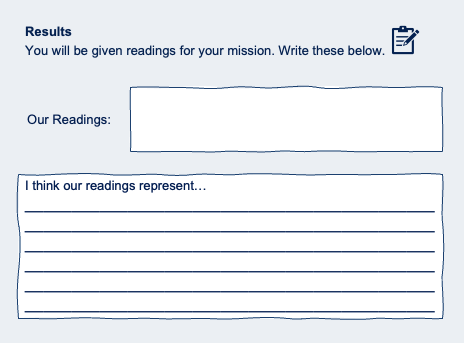 Results
You will be given readings for your mission. Write these below.
Our Readings:
I think our readings represent…